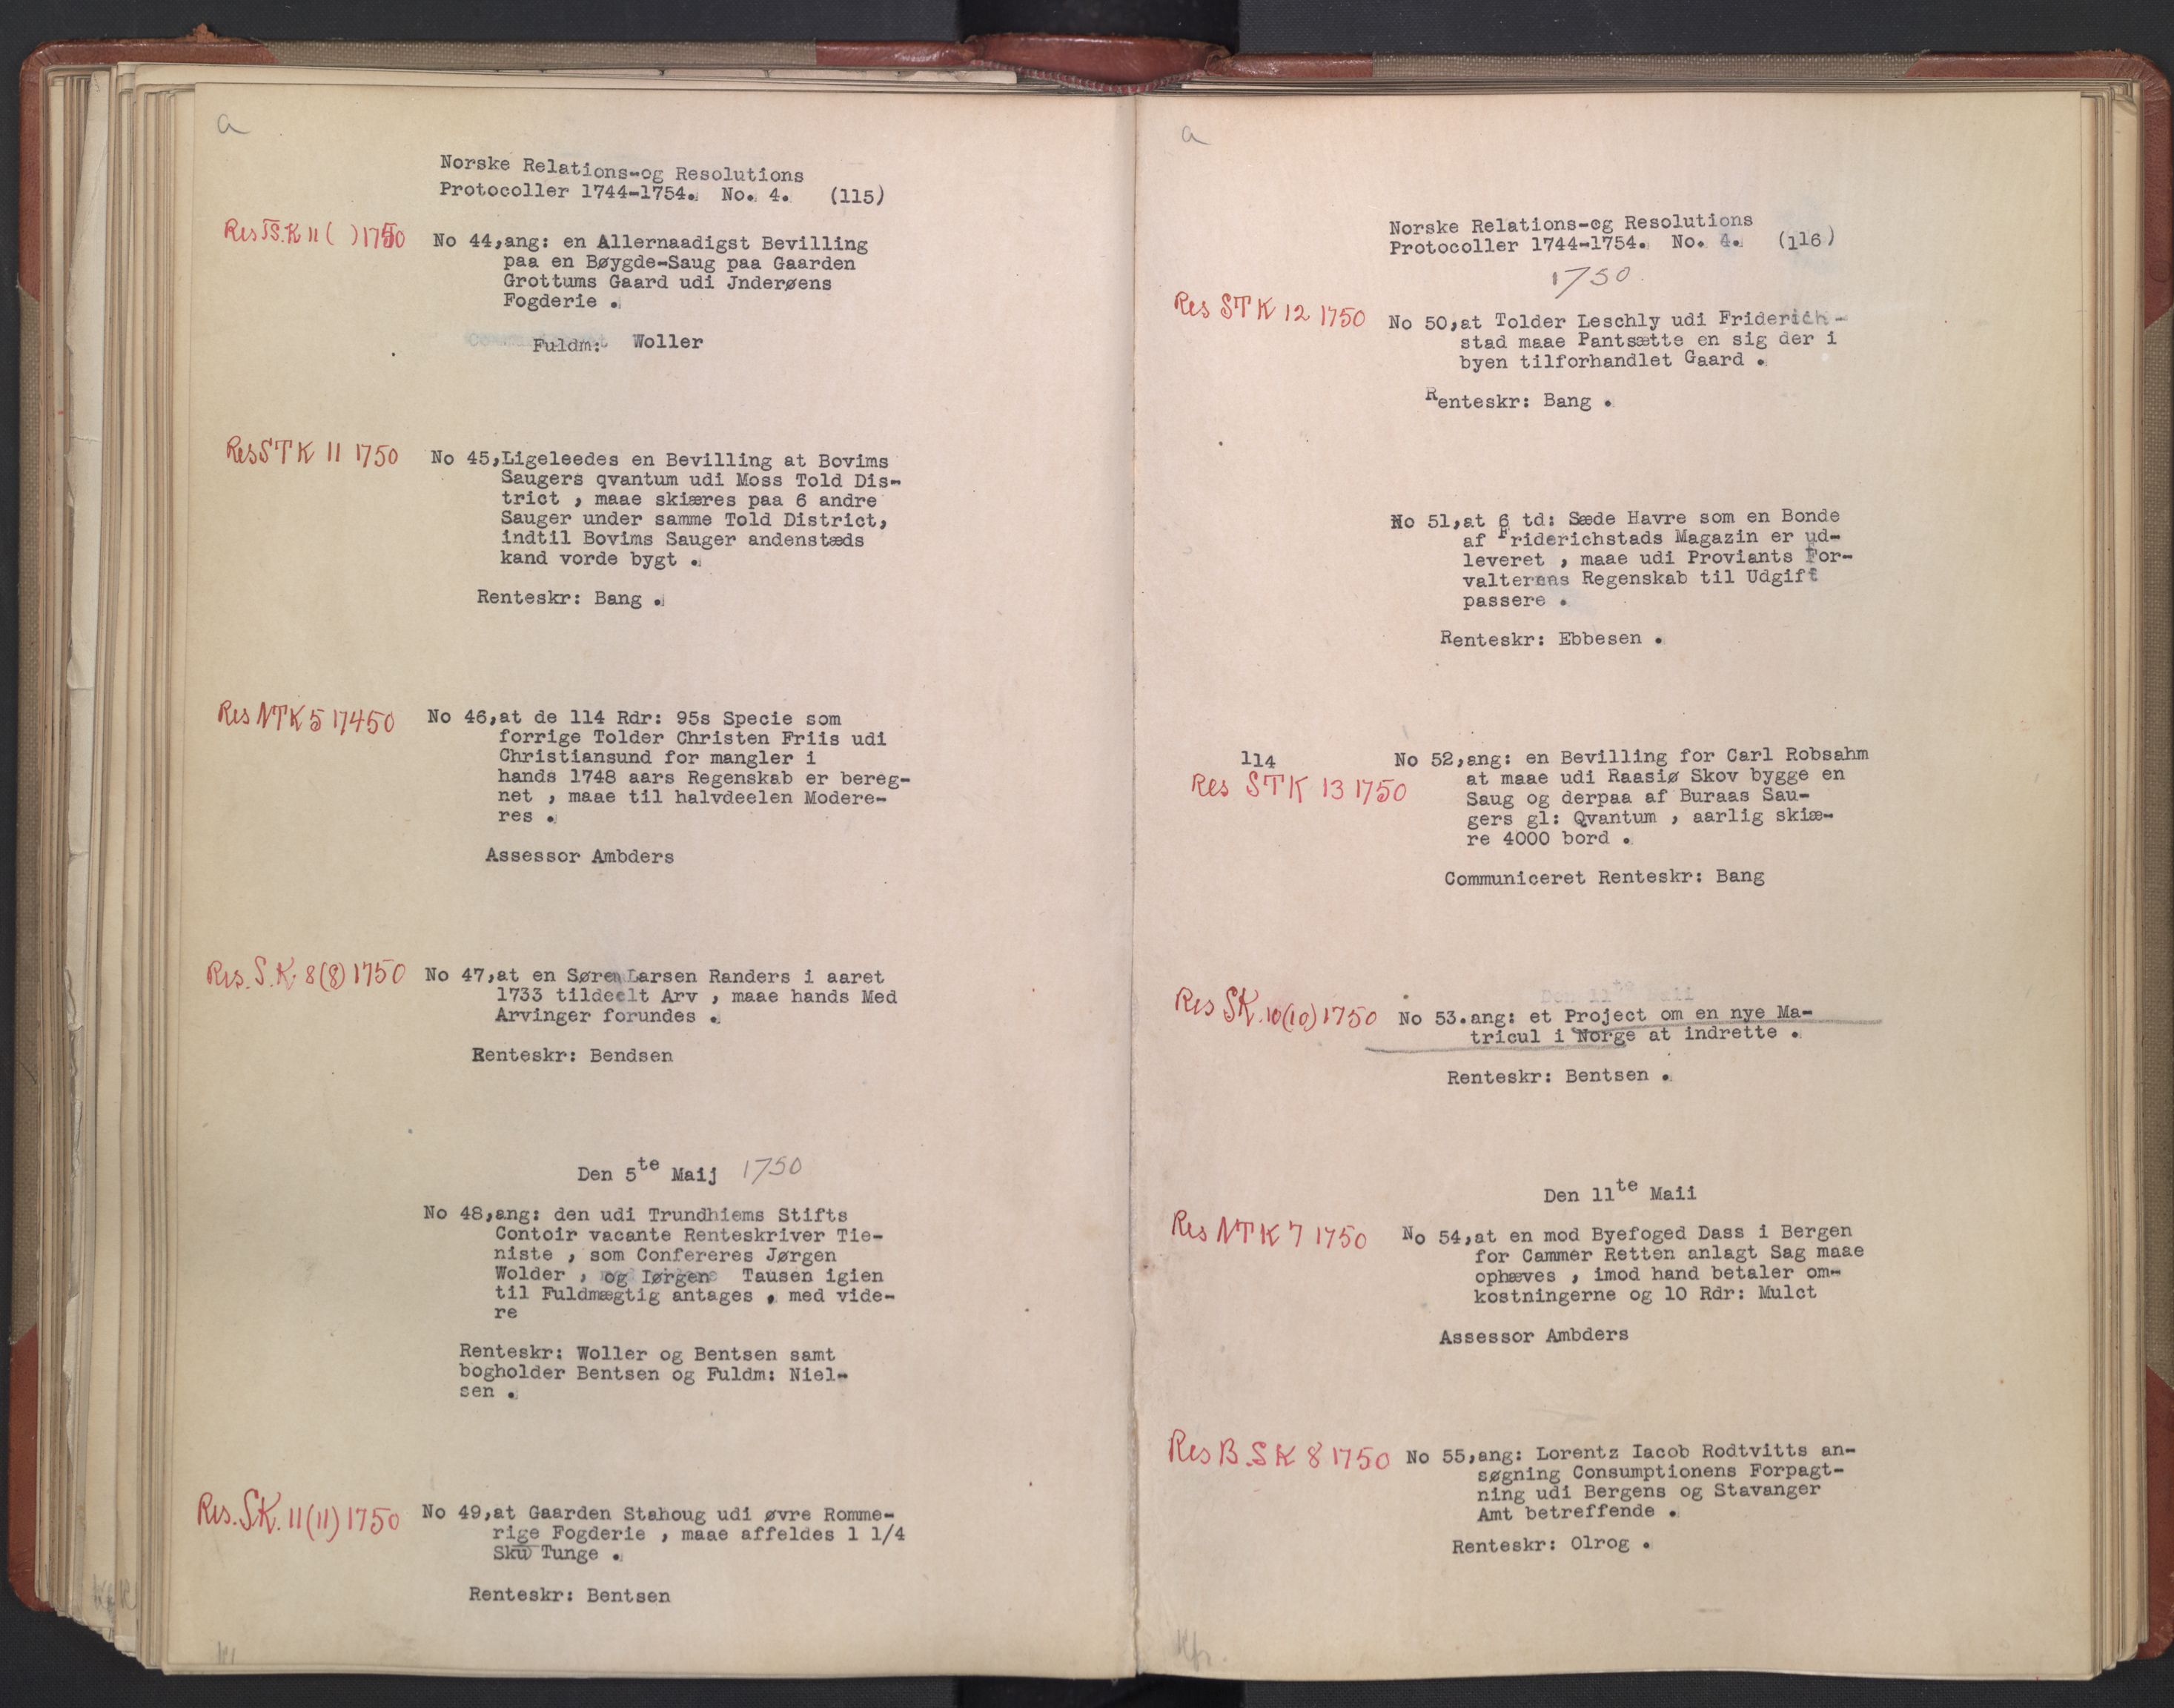 a
Norske Relations-og Resolutions
Protocoller 1744-1754. No. 4. (115)
Res TS.K 11 ( ) 1750
No 44,ang: en Allernaadigst Bevilling
paa en Bøygde-Saug paa Gaarden
Grottums Gaard udi Jnderøens
Fogderie .
Fuldm: Woller
Res STK 11 1750
No 45,Ligeleedes en Bevilling at Bovims
Saugers qvantum udi Moss Told Dis-
trict , maae skiæres paa 6 andre
Sauger under samme Told District,
indtil Bovims Sauger andenstæds
kand vorde bygt .
Renteskr: Bang .
Res NTK 5 17450
No 46,at de 114 Rdr: 95s Specie som
forrige Tolder Christen Friis udi
Christiansund for mangler i
hands 1748 aars Regenskab er bereg-
net , maae til halvdeelen Modere-
res .
Assessor Ambders
Res. S.K. 8(8) 1750
No 47,at en Søren Larsen Randers i aaret
1733 tildeelt Arv , maae hands Med
Arvinger forundes .
Renteskr: Bendsen
Den 5te Maij 1750
No 48,ang: den udi Trundhiems Stifts
Contoir vacante Renteskriver Tie-
niste , som Confereres Jørgen
Wolder , og Iørgen Tausen igien
til Fuldmægtig antages , med vide-
re
Renteskr: Woller og Bentsen samt
bogholder Bentsen og Fuldm: Niel-
sen .
Res. SK. 11(11) 1750
No 49,at Gaarden Stahoug udi øvre Romme-
rige Fogderie , maae affeldes 1 1/4
Sku Tunge .
Renteskr: Bentsen
a
Norske Relations-og Resolutions
Protocoller 1744-1754. No. 4. (116)
1750.
Res STK 12 1750
No 50,at Tolder Leschly udi Friderich-
stad maae Pantsætte en sig der i
byen tilforhandlet Gaard .
Renteskr: Bang .
No 51,at 6 td: Sæde Havre som en Bonde
af Friderichstads Magazin er ud-
leveret , maae udi Proviants For-
valterens Regenskab til Udgift
passere .
Renteskr: Ebbesen .
114
Res STK 13 1750
No 52,ang: en Bevilling for Carl Robsahm
at maae udi Raasiø Skov bygge en
Saug og derpaa af Buraas Sau-
gers gl: Qvantum , aarlig skiæ-
re 4000 bord .
Communiceret Renteskr: Bang
Res SK. 10(10) 1750
No 53.ang: et Project om en nye Ma-
tricul i Norge at indrette .
Renteskr: Bentsen .
Den 11te Maii
Res NTK 7 1750
No 54,at en mod Byefoged Dass i Bergen
for Cammer Retten anlagt Sag maae
ophæves , imod hand betaler om-
kostningerne og 10 Rdr: Mulct
Assessor Ambders
Res B.SK 8 1750
No 55,ang: Lorentz Iacob Rodtvitts an-
søgning Consumptionens Forpagt-
ning udi Bergens og Stavanger
Amt betreffende .
Renteskr: Olrog .